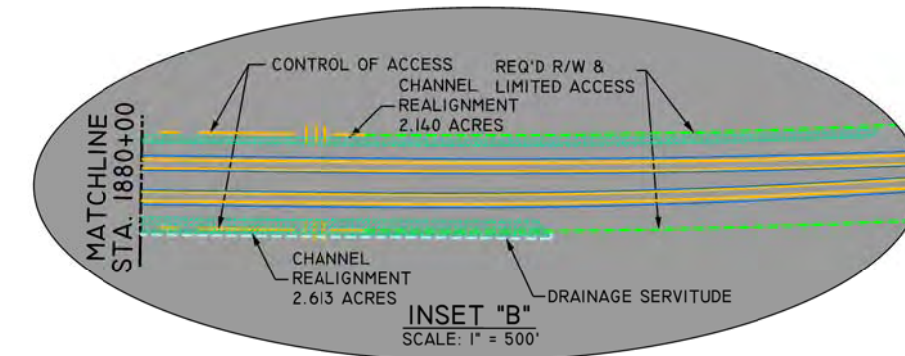 CONTROL OF ACCESS
CHANNEL
REALIGNMENT
2.140 ACRES
REQ'D R/W &
LIMITED ACCESS
MATCHLINE
STA. 1880+00
CHANNEL
REALIGNMENT
2.613 ACRES
DRAINAGE SERVITUDE
INSET "B"
SCALE: 1" = 500'